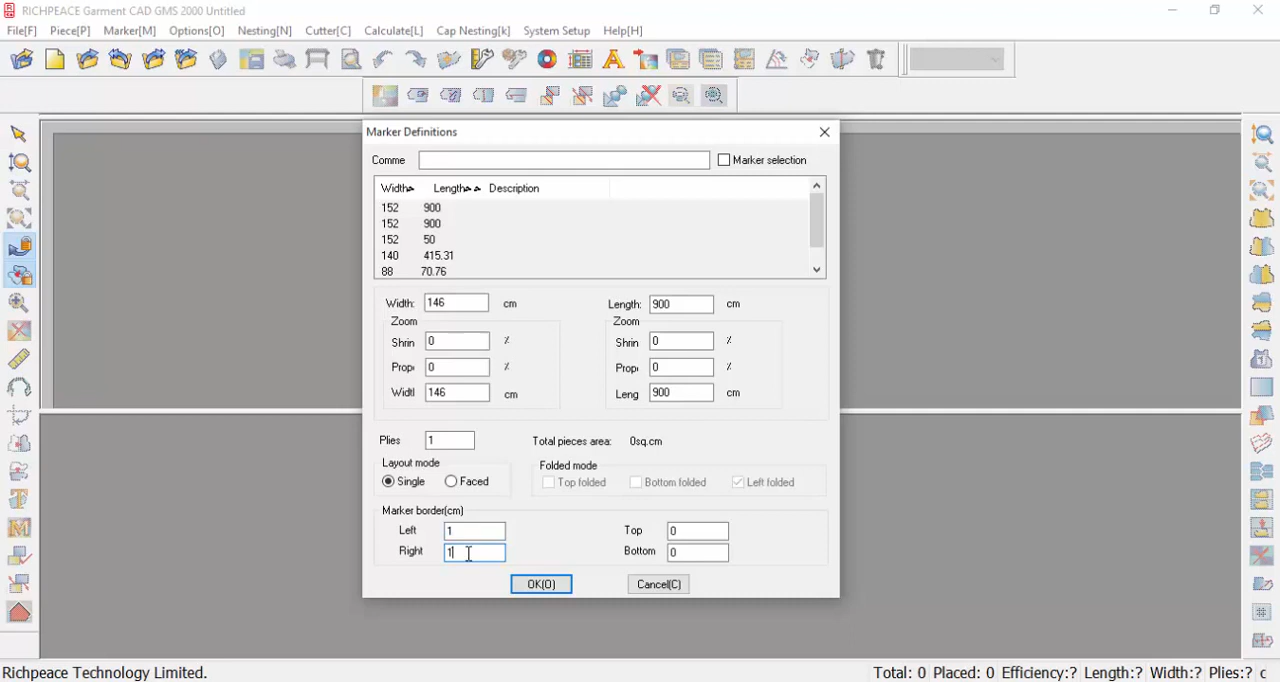 RICHPEACE Garment CAD GMS 2000 Untitled
File[F] Piece[P] Marker[M] Options[O] Nesting[N] Cutter[C] Calculate[L] Cap Nesting[k] System Setup Help[H]
Marker Definitions
Comme Marker selection
Width Length Description
152 900
152 900
152 50
140 415.31
88 70.76
Width: 146 cm Length: 900 cm
Zoom Zoom
Shrin 0 % Shrin 0 %
Prop 0 % Prop 0 %
Widtl 146 cm Leng 900 cm
Plies 1 Total pieces area: 0sq.cm
Layout mode Folded mode
Single Faced Top folded Bottom folded Left folded
Marker border(cm)
Left 1 Top 0
Right 1 Bottom 0
OK(O) Cancel(C)
Richpeace Technology Limited. Total: 0 Placed: 0 Efficiency:? Length:? Width:? Plies:? c